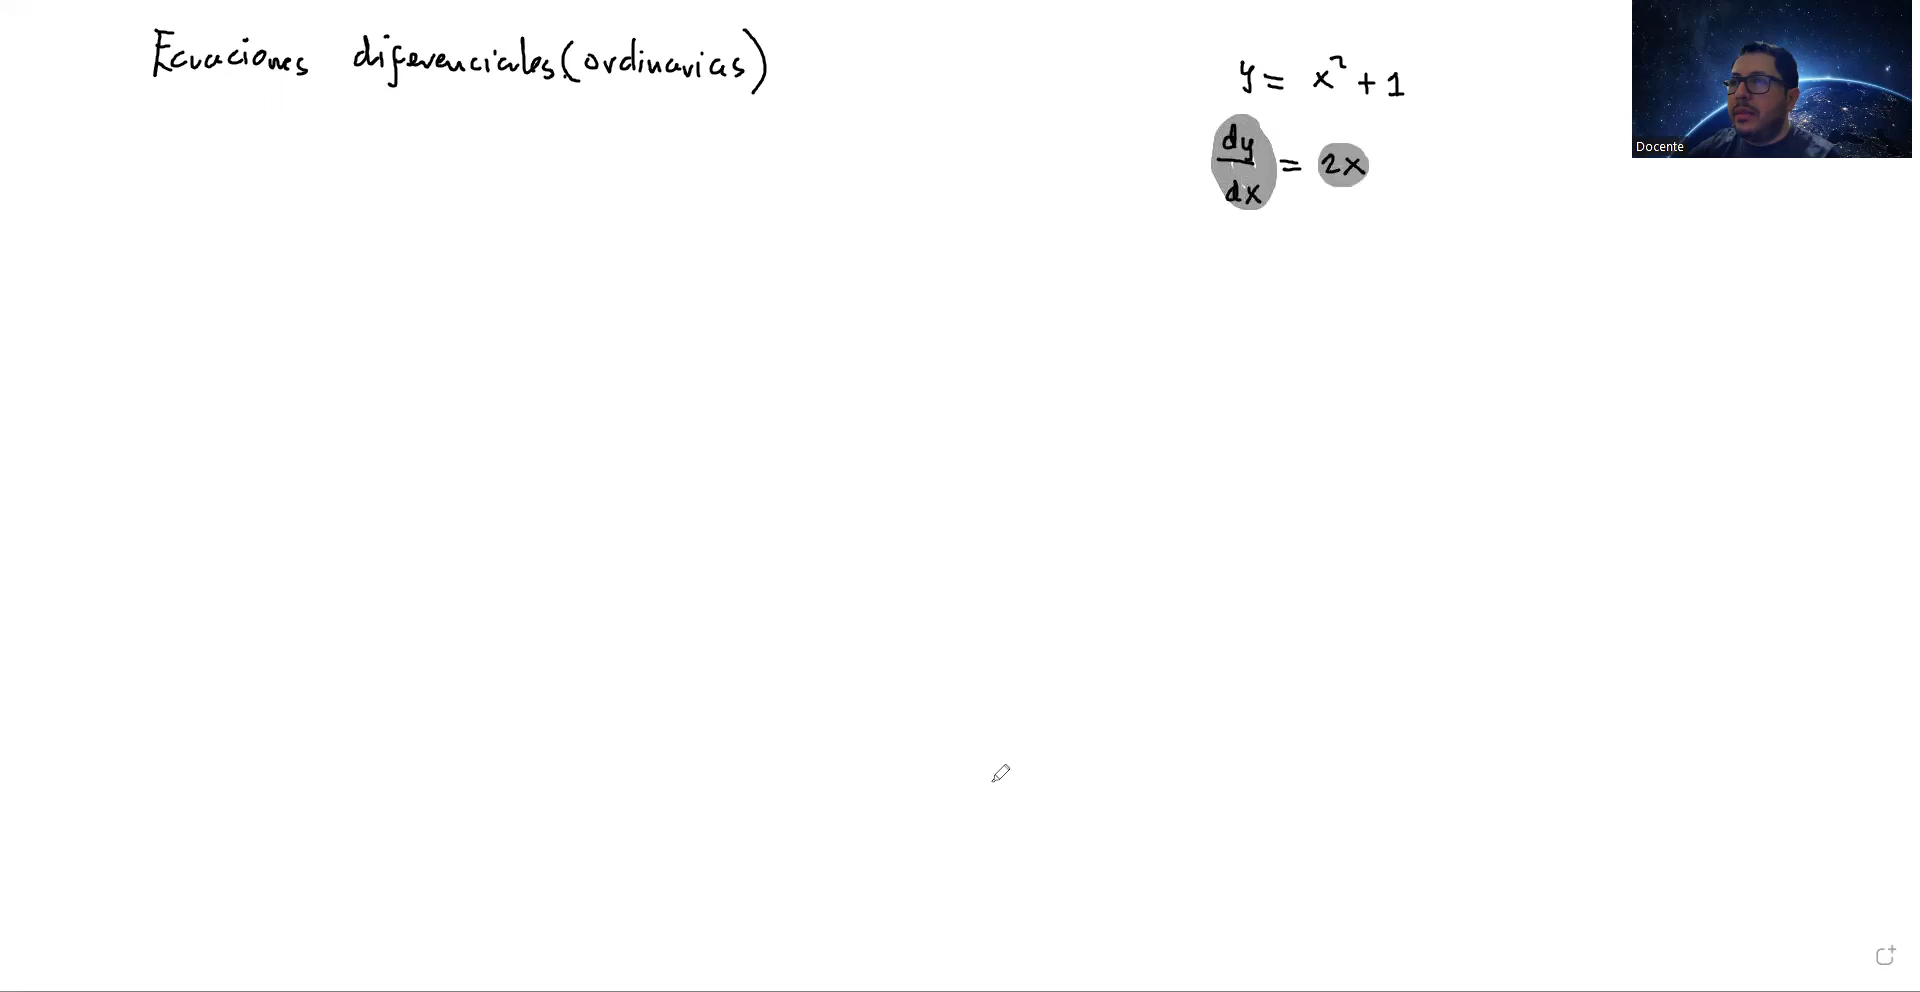 Ecuaciones diferenciales (ordinarias)
y = x² + 1
dy
dx
= 2x
Docente